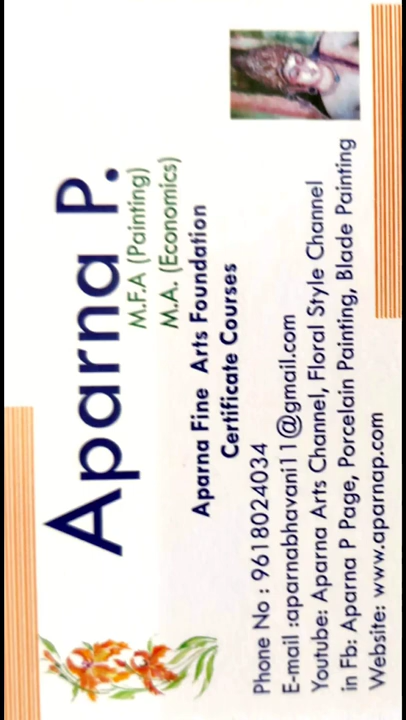 Aparna P.
M.F.A (Painting)
M.A. (Economics)
Aparna Fine Arts Foundation
Certificate Courses
Phone No : 9618024034
E-mail :aparnabhavani11@gmail.com
Youtube: Aparna Arts Channel, Floral Style Channel
in Fb: Aparna P Page, Porcelain Painting, Blade Painting
Website: www.aparnap.com